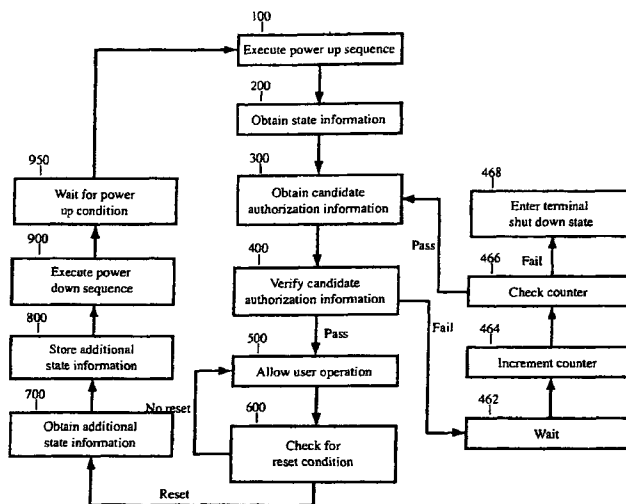 100
Execute power up sequence
200
Obtain state information
300
Obtain candidate
authorization information
400
Verify candidate
authorization information
Pass
Fail
500
Allow user operation
No reset
600
Check for
reset condition
Reset
700
Obtain additional
state information
800
Store additional
state information
900
Execute power
down sequence
950
Wait for power
up condition
462
Wait
464
Increment counter
466
Check counter
Pass
Fail
468
Enter terminal
shut down state